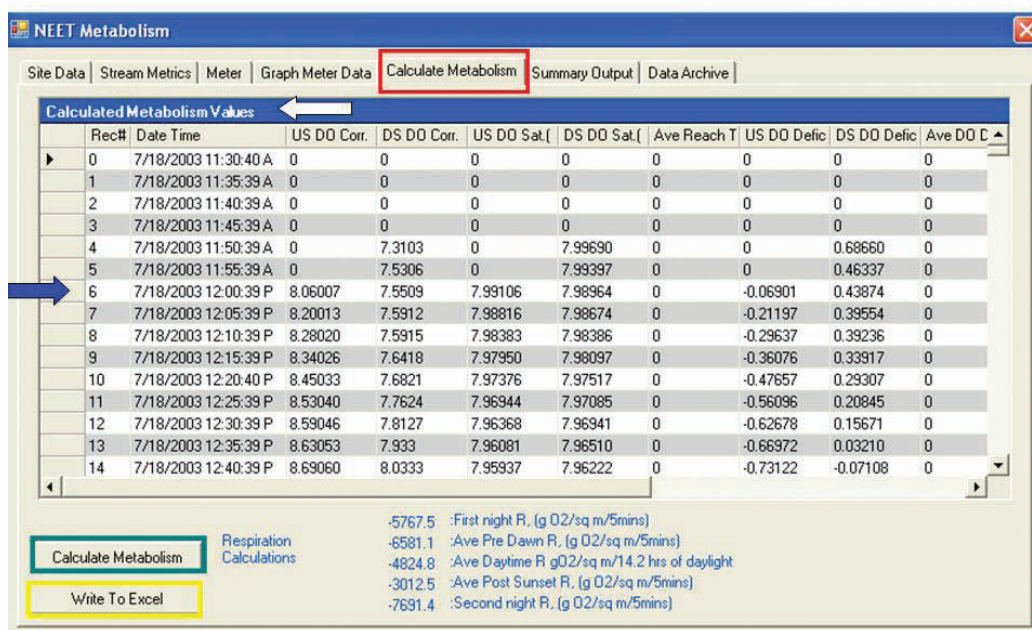 NEET Metabolism
Site Data Stream Metrics Meter Graph Meter Data Calculate Metabolism Summary Output Data Archive
Calculated Metabolism Values
Rec# Date Time US DO Corr. DS DO Corr. US DO Sat.( DS DO Sat.( Ave Reach T US DO Defic DS DO Defic Ave DO D
0 7/18/2003 11:30:40 A 0 0 0 0 0 0 0 0
1 7/18/2003 11:35:39 A 0 0 0 0 0 0 0 0
2 7/18/2003 11:40:39 A 0 0 0 0 0 0 0 0
3 7/18/2003 11:45:39 A 0 0 0 0 0 0 0 0
4 7/18/2003 11:50:39 A 0 7.3103 0 7.99690 0 0 0.68660 0
5 7/18/2003 11:55:39 A 0 7.5306 0 7.99397 0 0 0.46337 0
6 7/18/2003 12:00:39 P 8.06007 7.5509 7.99106 7.98964 0 -0.06901 0.43874 0
7 7/18/2003 12:05:39 P 8.20013 7.5912 7.98816 7.98674 0 -0.21197 0.39554 0
8 7/18/2003 12:10:39 P 8.28020 7.5915 7.98383 7.98386 0 -0.29637 0.39236 0
9 7/18/2003 12:15:39 P 8.34026 7.6418 7.97950 7.98097 0 -0.36076 0.33917 0
10 7/18/2003 12:20:40 P 8.45033 7.6821 7.97376 7.97517 0 -0.47657 0.29307 0
11 7/18/2003 12:25:39 P 8.53040 7.7624 7.96944 7.97085 0 -0.56096 0.20845 0
12 7/18/2003 12:30:39 P 8.59046 7.8127 7.96368 7.96941 0 -0.62678 0.15671 0
13 7/18/2003 12:35:39 P 8.63053 7.933 7.96081 7.96510 0 -0.66972 0.03210 0
14 7/18/2003 12:40:39 P 8.69060 8.0333 7.95937 7.96222 0 -0.73122 -0.07108 0
Calculate Metabolism
Write To Excel
Respiration
Calculations
-5767.5 :First night R, (g O2/sq m/5mins)
-6581.1 :Ave Pre Dawn R, (g O2/sq m/5mins)
-4824.8 :Ave Daytime R gO2/sq m/14.2 hrs of daylight
-3012.5 :Ave Post Sunset R, (g O2/sq m/5mins)
-7691.4 :Second night R, (g O2/sq m/5mins)